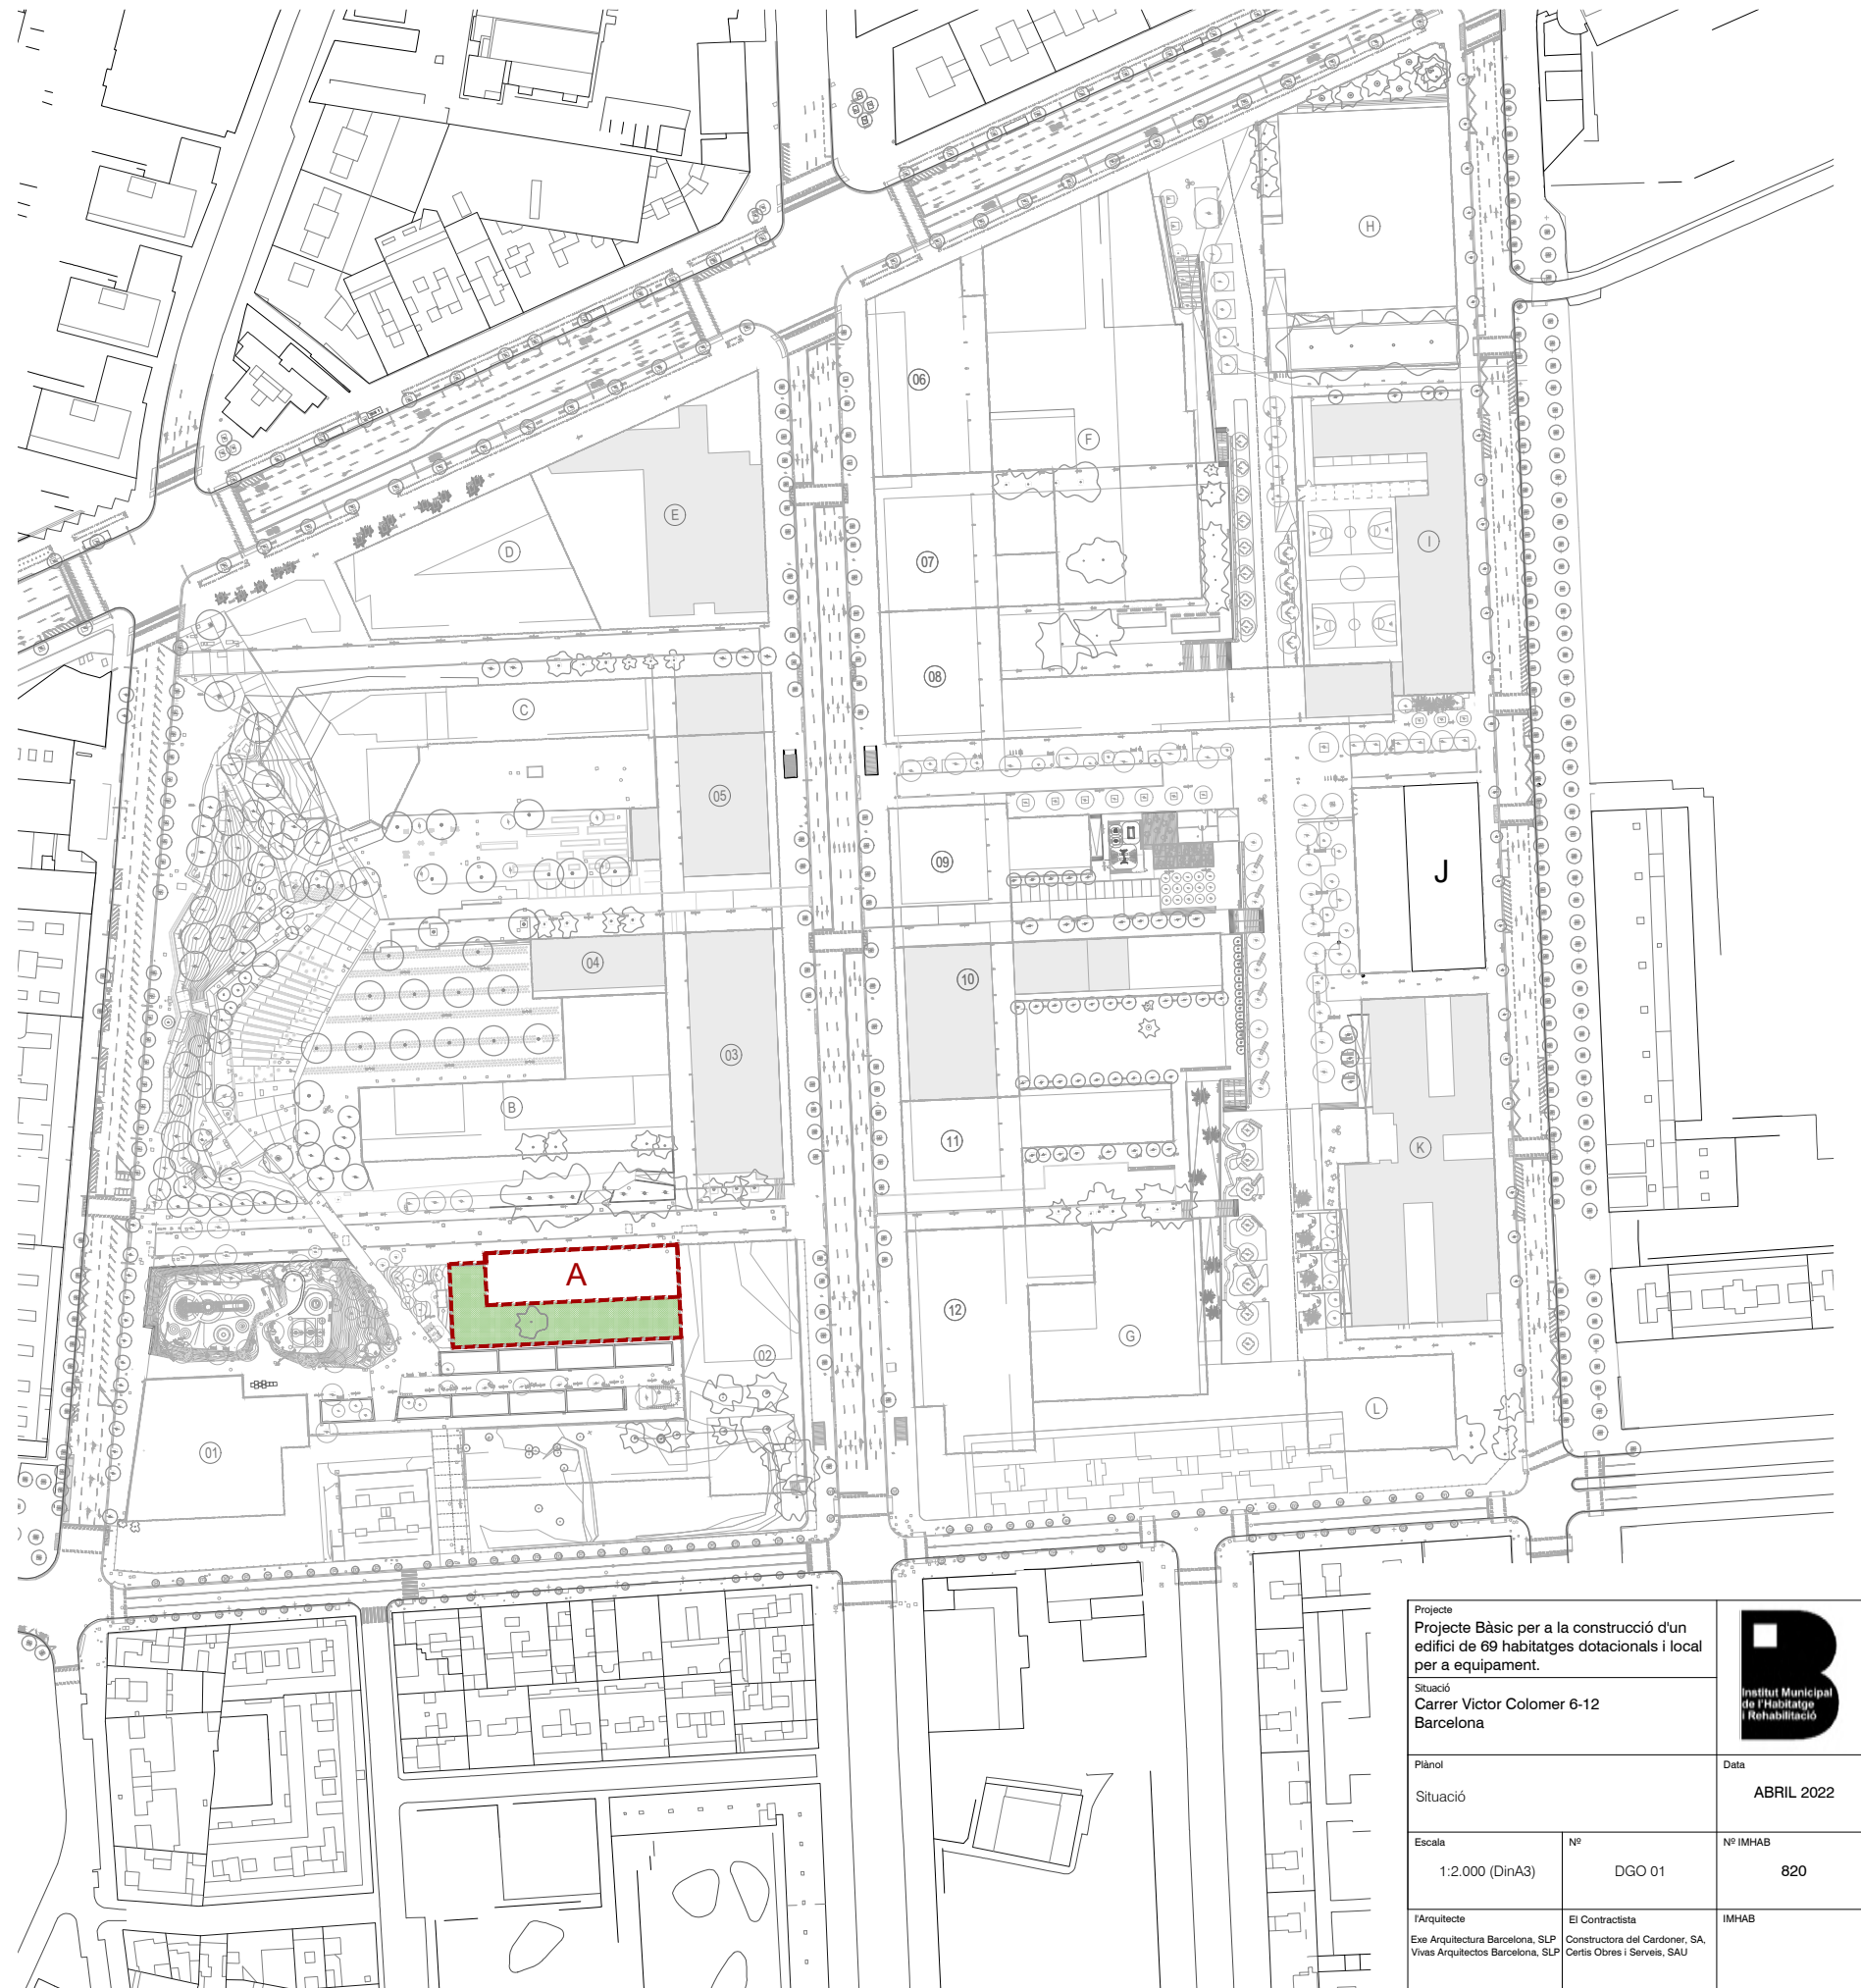 H
06
F
E
I
D
07
08
C
05
09
J
04
10
03
B
11
K
A
12
G
02
L
01
Projecte
Projecte Bàsic per a la construcció d'un
edifici de 69 habitatges dotacionals i local
per a equipament.
Situació
Carrer Victor Colomer 6-12
Barcelona
Institut Municipal
de l'Habitatge
i Rehabilitació
Plànol
Situació
Data
ABRIL 2022
Escala
1:2.000 (DinA3)
Nº
DGO 01
Nº IMHAB
820
l'Arquitecte
Exe Arquitectura Barcelona, SLP
Vivas Arquitectos Barcelona, SLP
El Contractista
Constructora del Cardoner, SA,
Certis Obres i Serveis, SAU
IMHAB